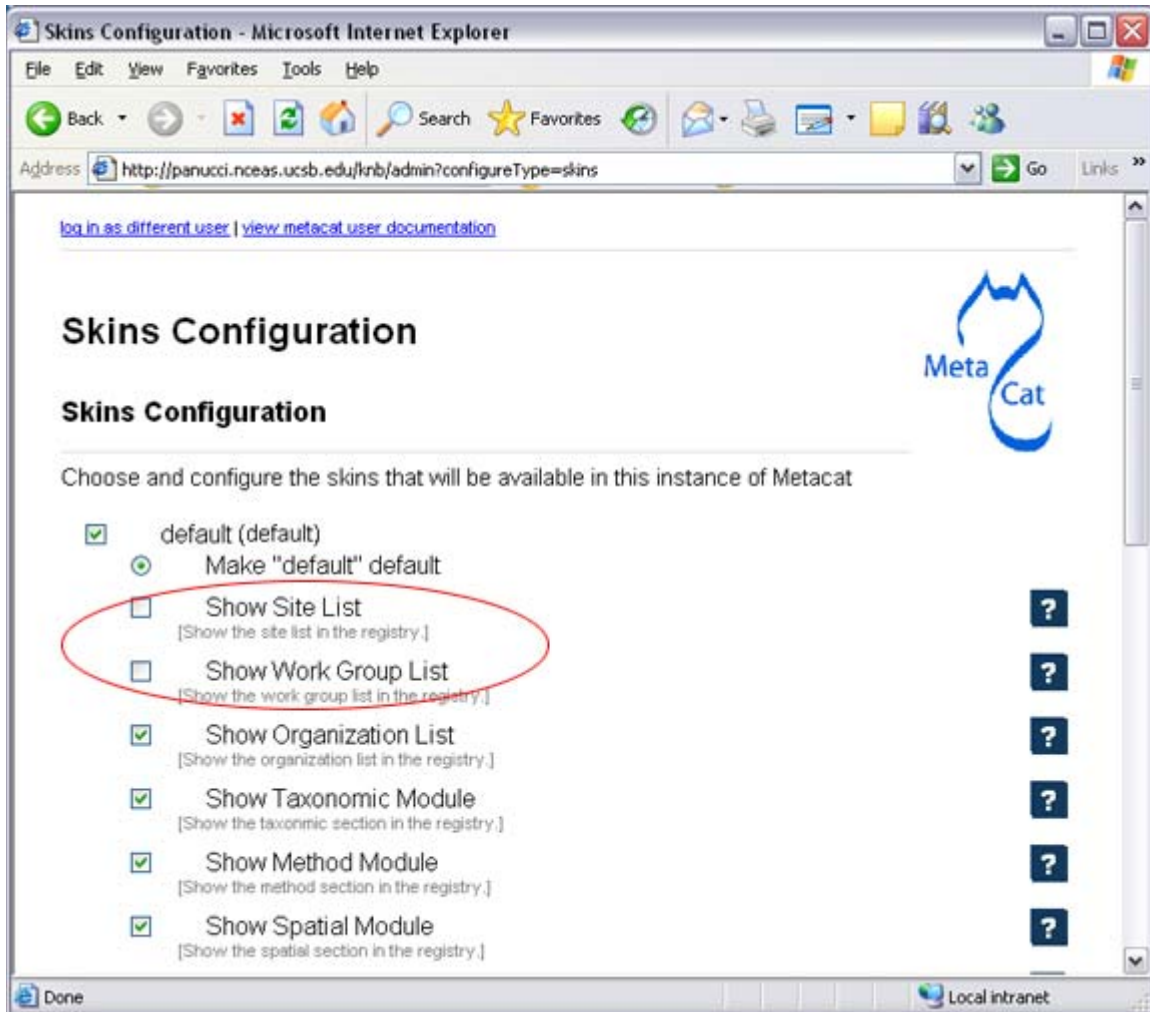 Skins Configuration - Microsoft Internet Explorer
File Edit View Favorites Tools Help
Back Search Favorites
Address http://panucci.nceas.ucsb.edu/knb/admin?configureType=skins Go Links »
log in as different user | view metacat user documentation
Skins Configuration
Meta
Cat
Skins Configuration
Choose and configure the skins that will be available in this instance of Metacat
default (default)
Make "default" default
Show Site List ?
[Show the site list in the registry.]
Show Work Group List ?
[Show the work group list in the registry.]
Show Organization List ?
[Show the organization list in the registry.]
Show Taxonomic Module ?
[Show the taxonmic section in the registry.]
Show Method Module ?
[Show the method section in the registry.]
Show Spatial Module ?
[Show the spatial section in the registry.]
Done Local intranet